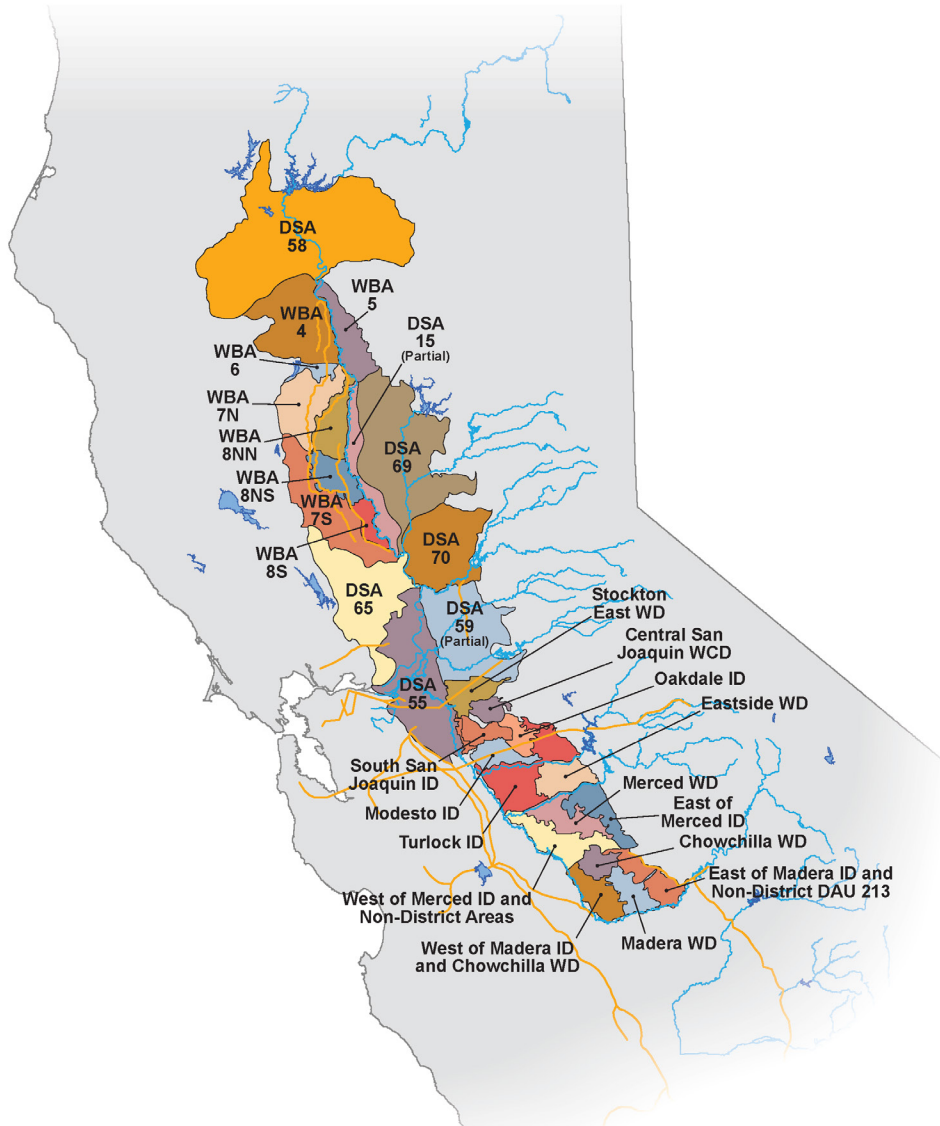 DSA
58
WBA
5
WBA
4
DSA
15
(Partial)
WBA
6
WBA
7N
WBA
8NN
DSA
69
WBA
8NS
WBA
7S
WBA
8S
DSA
70
DSA
65
DSA
59
(Partial)
Stockton
East WD
Central San
Joaquin WCD
Oakdale ID
DSA
55
Eastside WD
South San
Joaquin ID
Merced WD
Modesto ID
East of
Merced ID
Turlock ID
Chowchilla WD
East of Madera ID and
Non-District DAU 213
West of Merced ID and
Non-District Areas
Madera WD
West of Madera ID
and Chowchilla WD